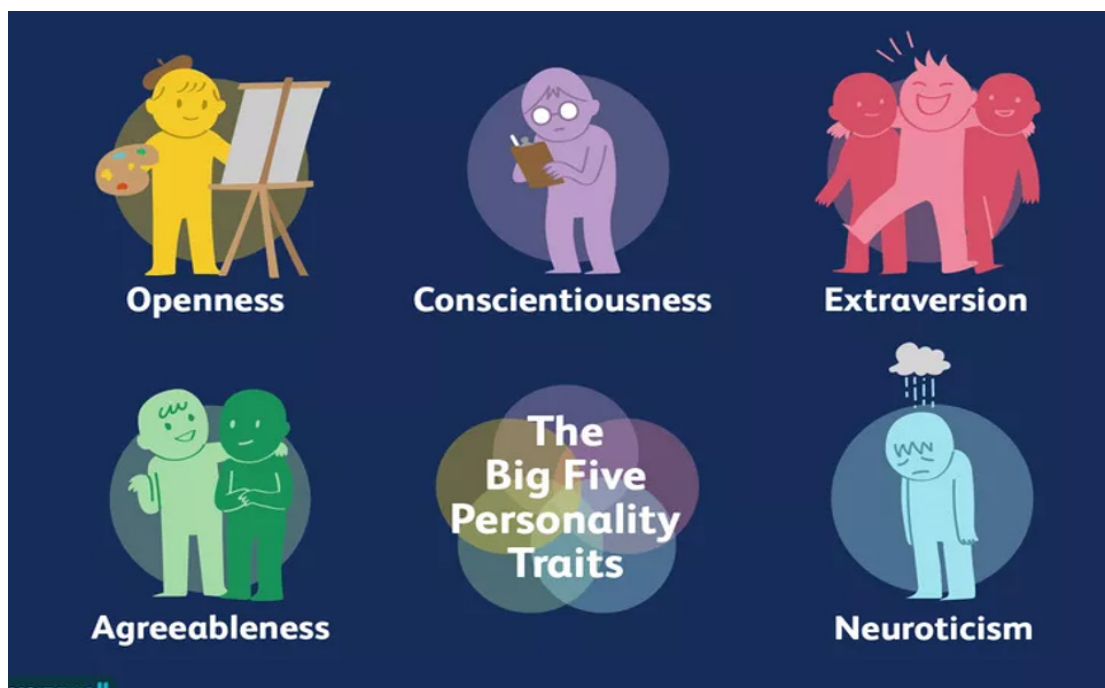 Openness
Conscientiousness
Extraversion
Agreeableness
The
Big Five
Personality
Traits
Neuroticism